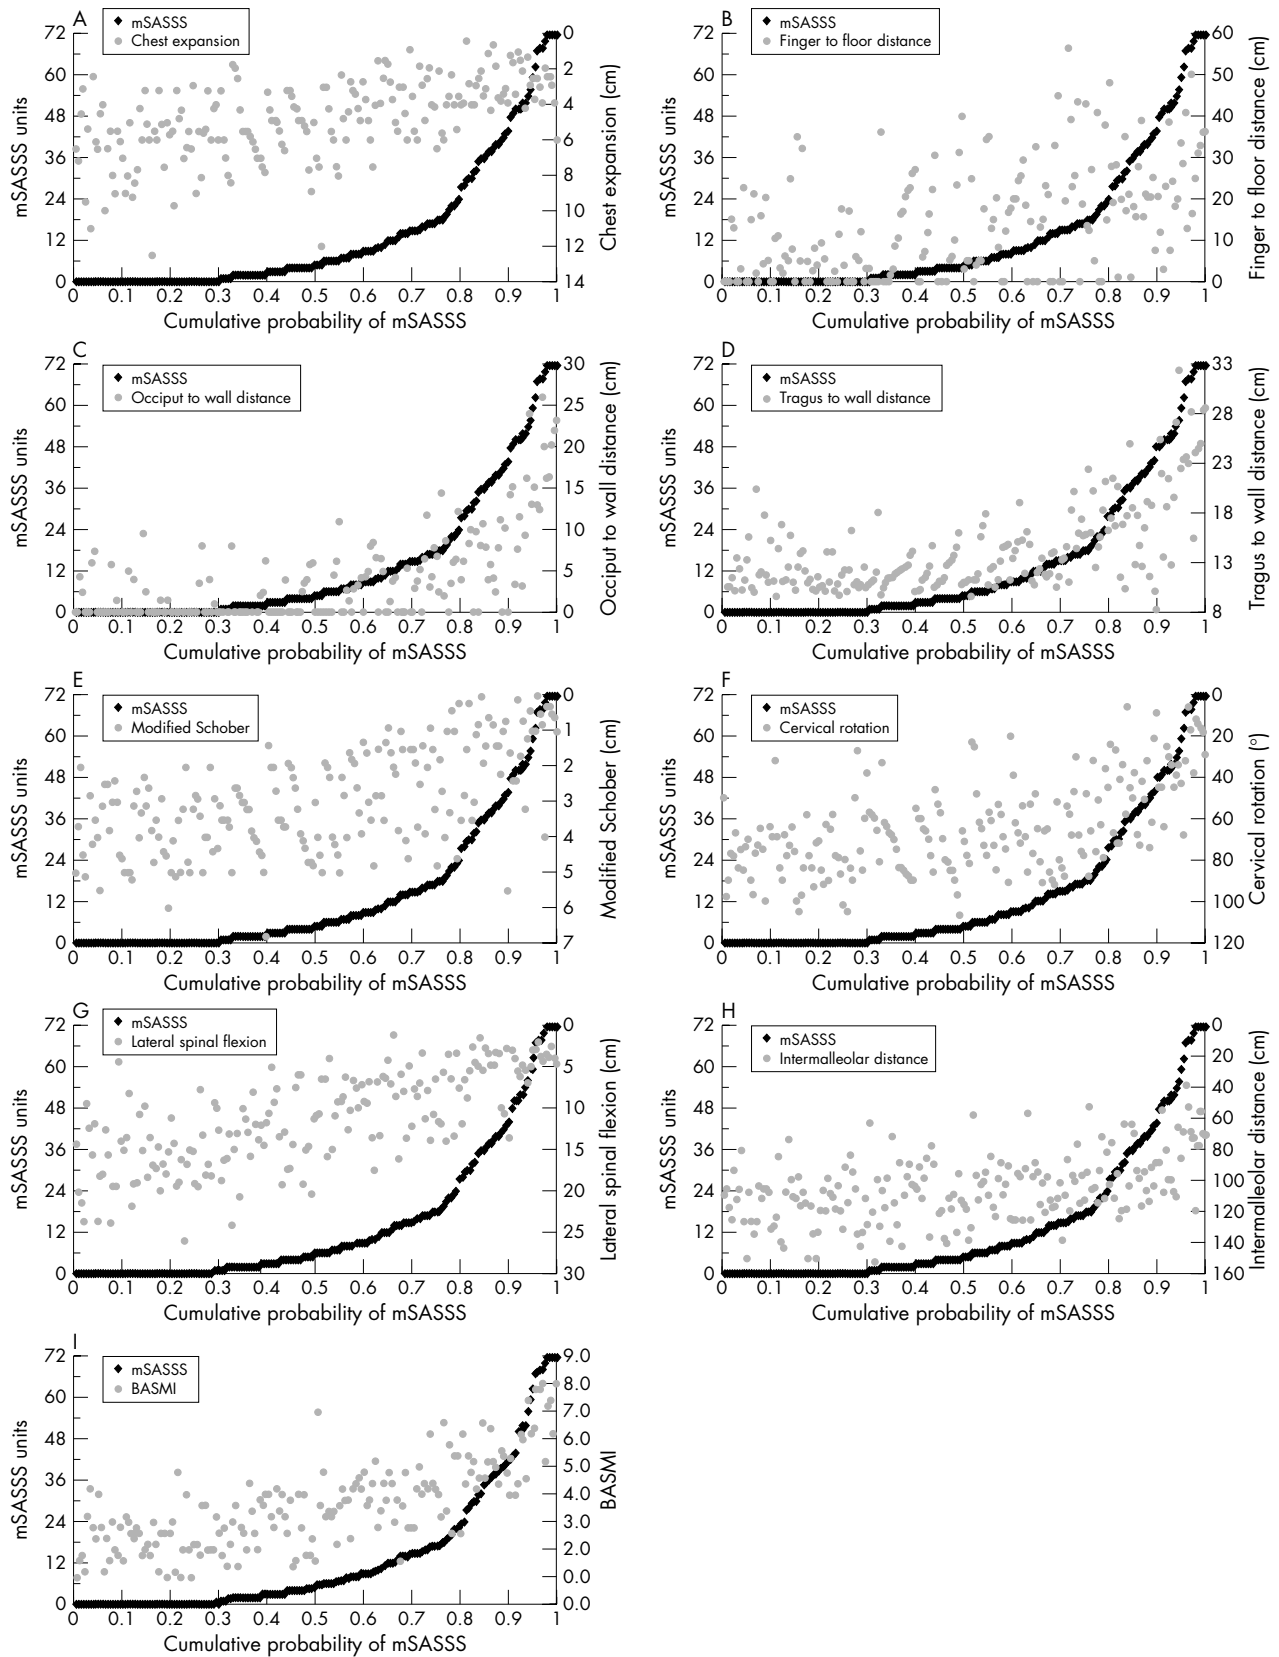 A
mSASSS
Chest expansion
72
60
48
36
24
12
0
mSASSS units
0
2
4
6
8
10
12
14
Chest expansion (cm)
0 0.1 0.2 0.3 0.4 0.5 0.6 0.7 0.8 0.9 1
Cumulative probability of mSASSS
B
mSASSS
Finger to floor distance
72
60
48
36
24
12
0
mSASSS units
60
50
40
30
20
10
0
Finger to floor distance (cm)
0 0.1 0.2 0.3 0.4 0.5 0.6 0.7 0.8 0.9 1
Cumulative probability of mSASSS
C
mSASSS
Occiput to wall distance
72
60
48
36
24
12
0
mSASSS units
30
25
20
15
10
5
0
Occiput to wall distance (cm)
0 0.1 0.2 0.3 0.4 0.5 0.6 0.7 0.8 0.9 1
Cumulative probability of mSASSS
D
mSASSS
Tragus to wall distance
72
60
48
36
24
12
0
mSASSS units
33
28
23
18
13
8
Tragus to wall distance (cm)
0 0.1 0.2 0.3 0.4 0.5 0.6 0.7 0.8 0.9 1
Cumulative probability of mSASSS
E
mSASSS
Modified Schober
72
60
48
36
24
12
0
mSASSS units
0
1
2
3
4
5
6
7
Modified Schober (cm)
0 0.1 0.2 0.3 0.4 0.5 0.6 0.7 0.8 0.9 1
Cumulative probability of mSASSS
F
mSASSS
Cervical rotation
72
60
48
36
24
12
0
mSASSS units
0
20
40
60
80
100
120
Cervical rotation (°)
0 0.1 0.2 0.3 0.4 0.5 0.6 0.7 0.8 0.9 1
Cumulative probability of mSASSS
G
mSASSS
Lateral spinal flexion
72
60
48
36
24
12
0
mSASSS units
0
5
10
15
20
25
30
Lateral spinal flexion (cm)
0 0.1 0.2 0.3 0.4 0.5 0.6 0.7 0.8 0.9 1
Cumulative probability of mSASSS
H
mSASSS
Intermalleolar distance
72
60
48
36
24
12
0
mSASSS units
0
20
40
60
80
100
120
140
160
Intermalleolar distance (cm)
0 0.1 0.2 0.3 0.4 0.5 0.6 0.7 0.8 0.9 1
Cumulative probability of mSASSS
I
mSASSS
BASMI
72
60
48
36
24
12
0
mSASSS units
9.0
8.0
7.0
6.0
5.0
4.0
3.0
2.0
0.0
0.0
BASMI
0 0.1 0.2 0.3 0.4 0.5 0.6 0.7 0.8 0.9 1
Cumulative probability of mSASSS